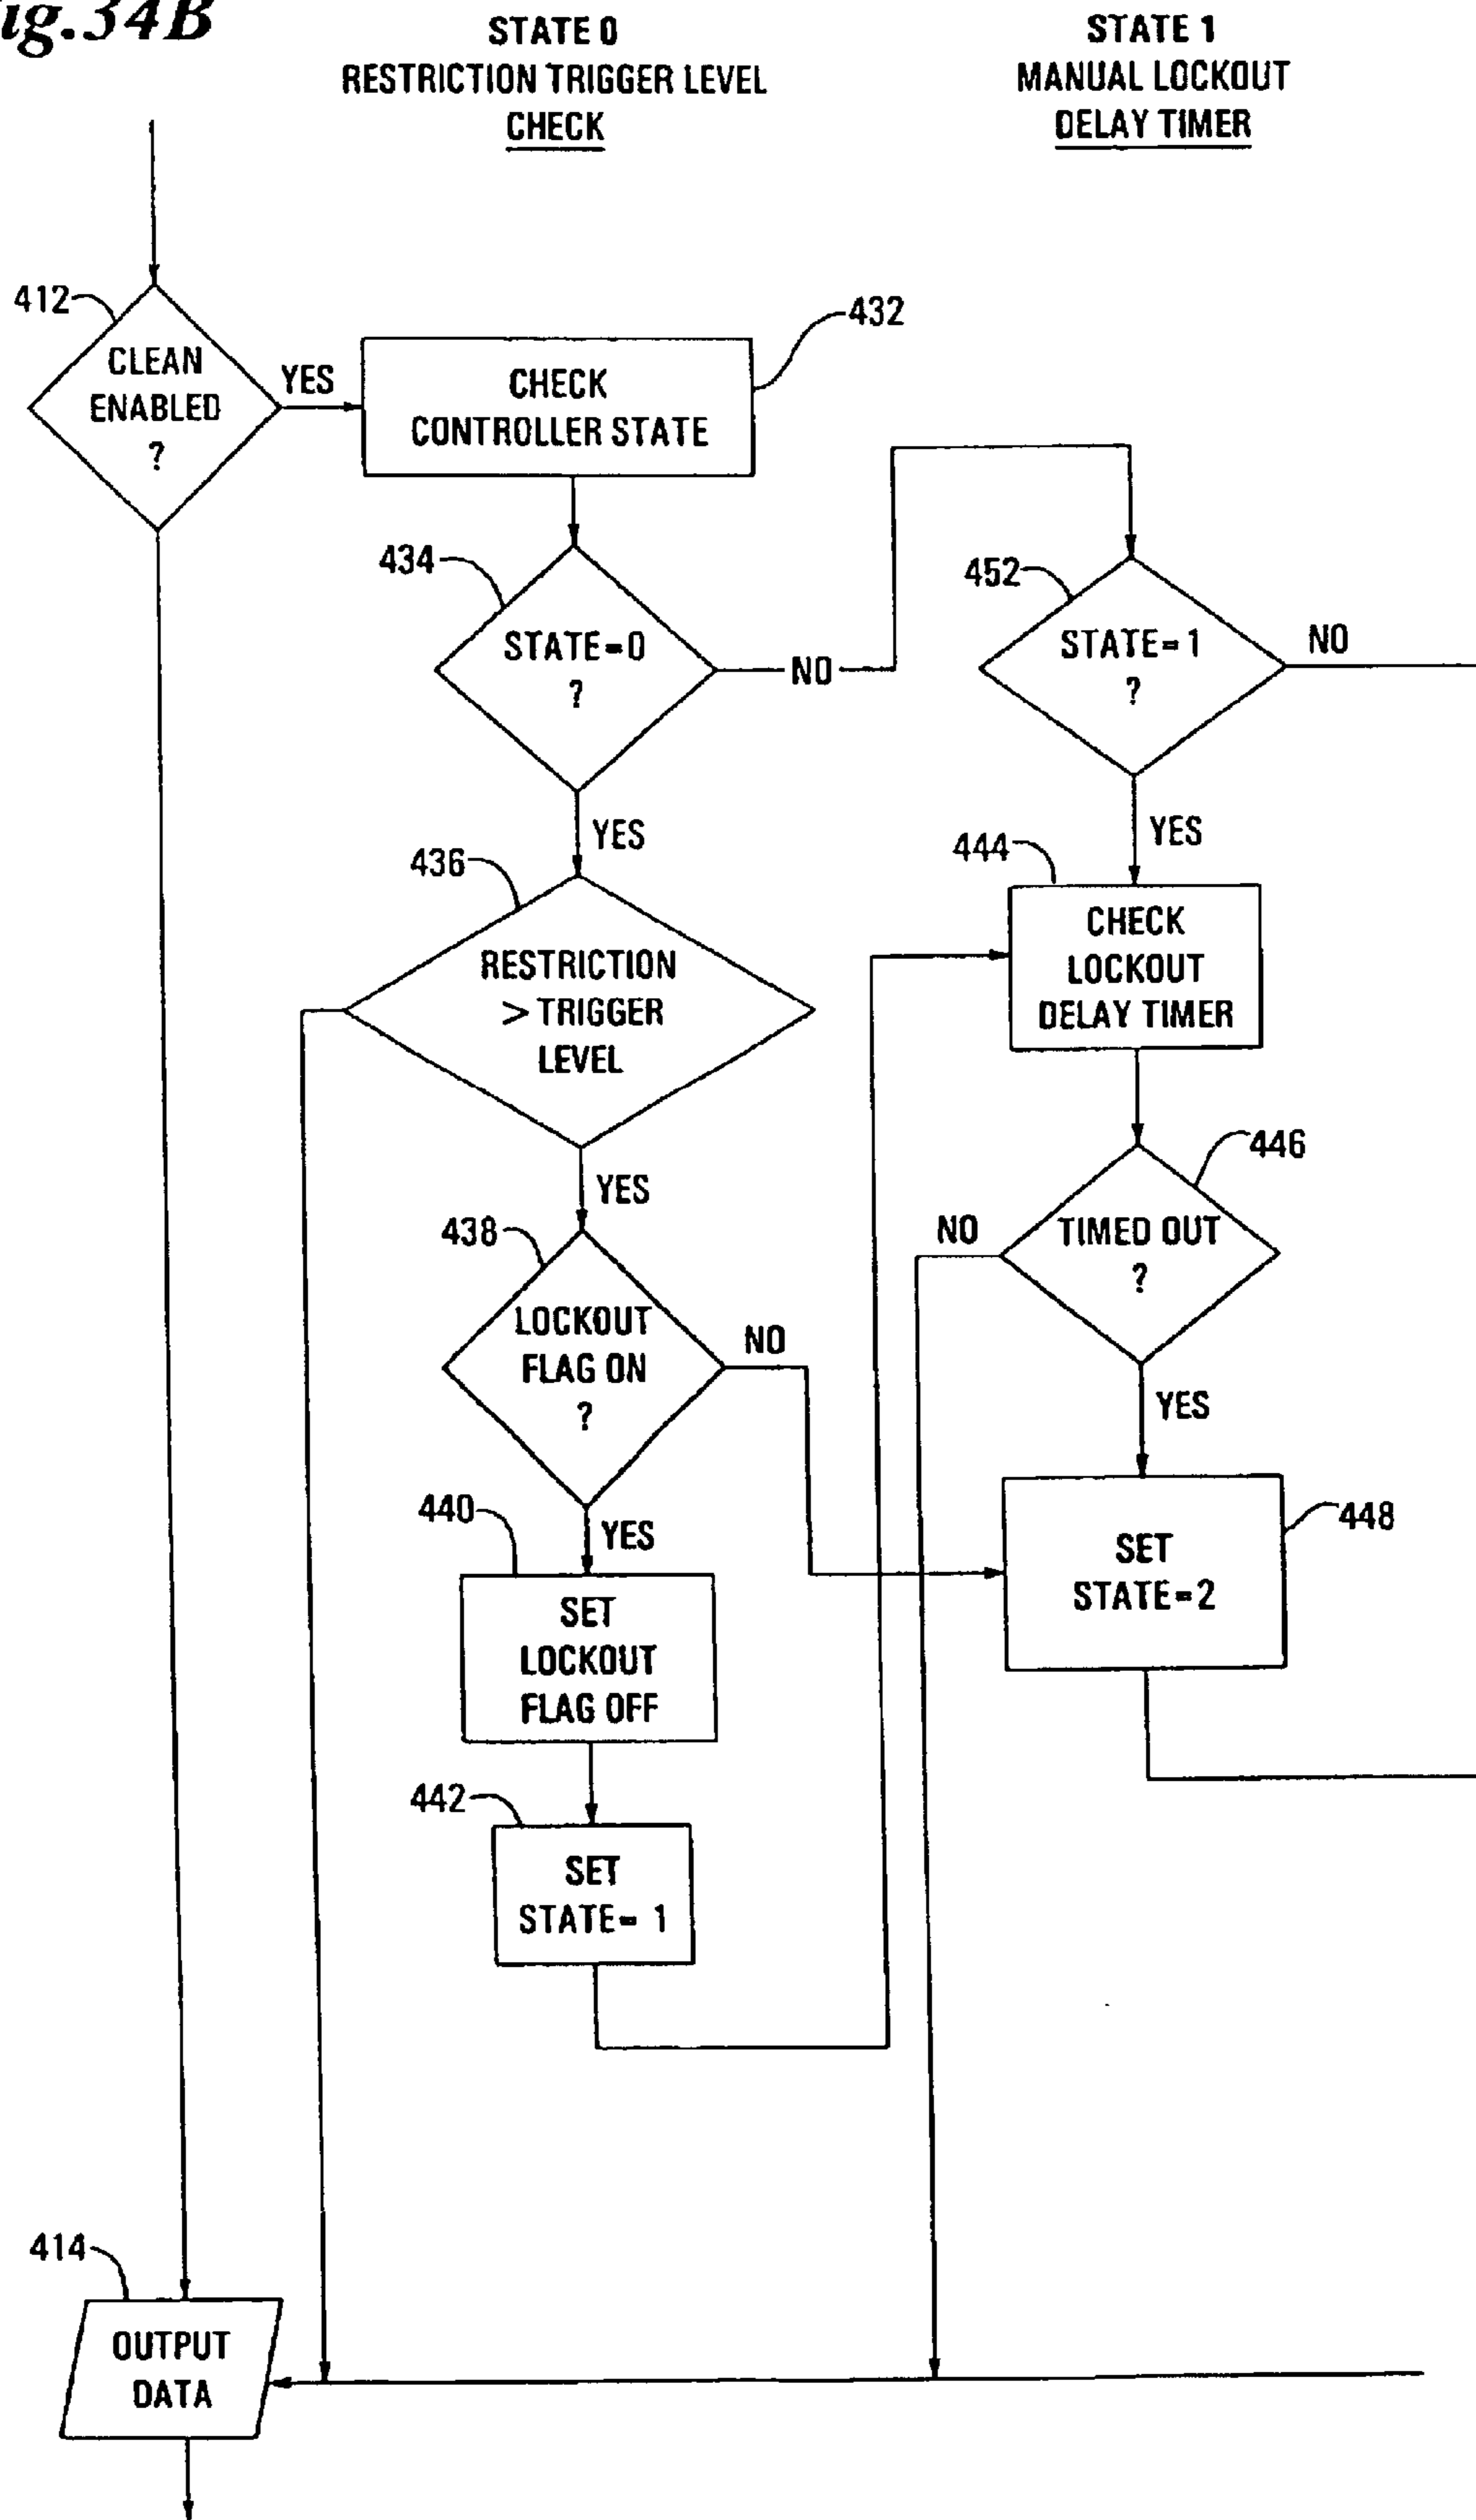 ig.34B
STATE 0
RESTRICTION TRIGGER LEVEL
CHECK
STATE 1
MANUAL LOCKOUT
DELAY TIMER
412
CLEAN
ENABLED
?
YES
432
CHECK
CONTROLLER STATE
434
STATE=0
?
NO
452
STATE=1
?
NO
YES
YES
436
RESTRICTION
> TRIGGER
LEVEL
444
CHECK
LOCKOUT
DELAY TIMER
YES
446
NO
TIMED OUT
?
438
LOCKOUT
FLAG ON
?
NO
YES
440
YES
SET
LOCKOUT
FLAG OFF
448
SET
STATE=2
442
SET
STATE= 1
414
OUTPUT
DATA